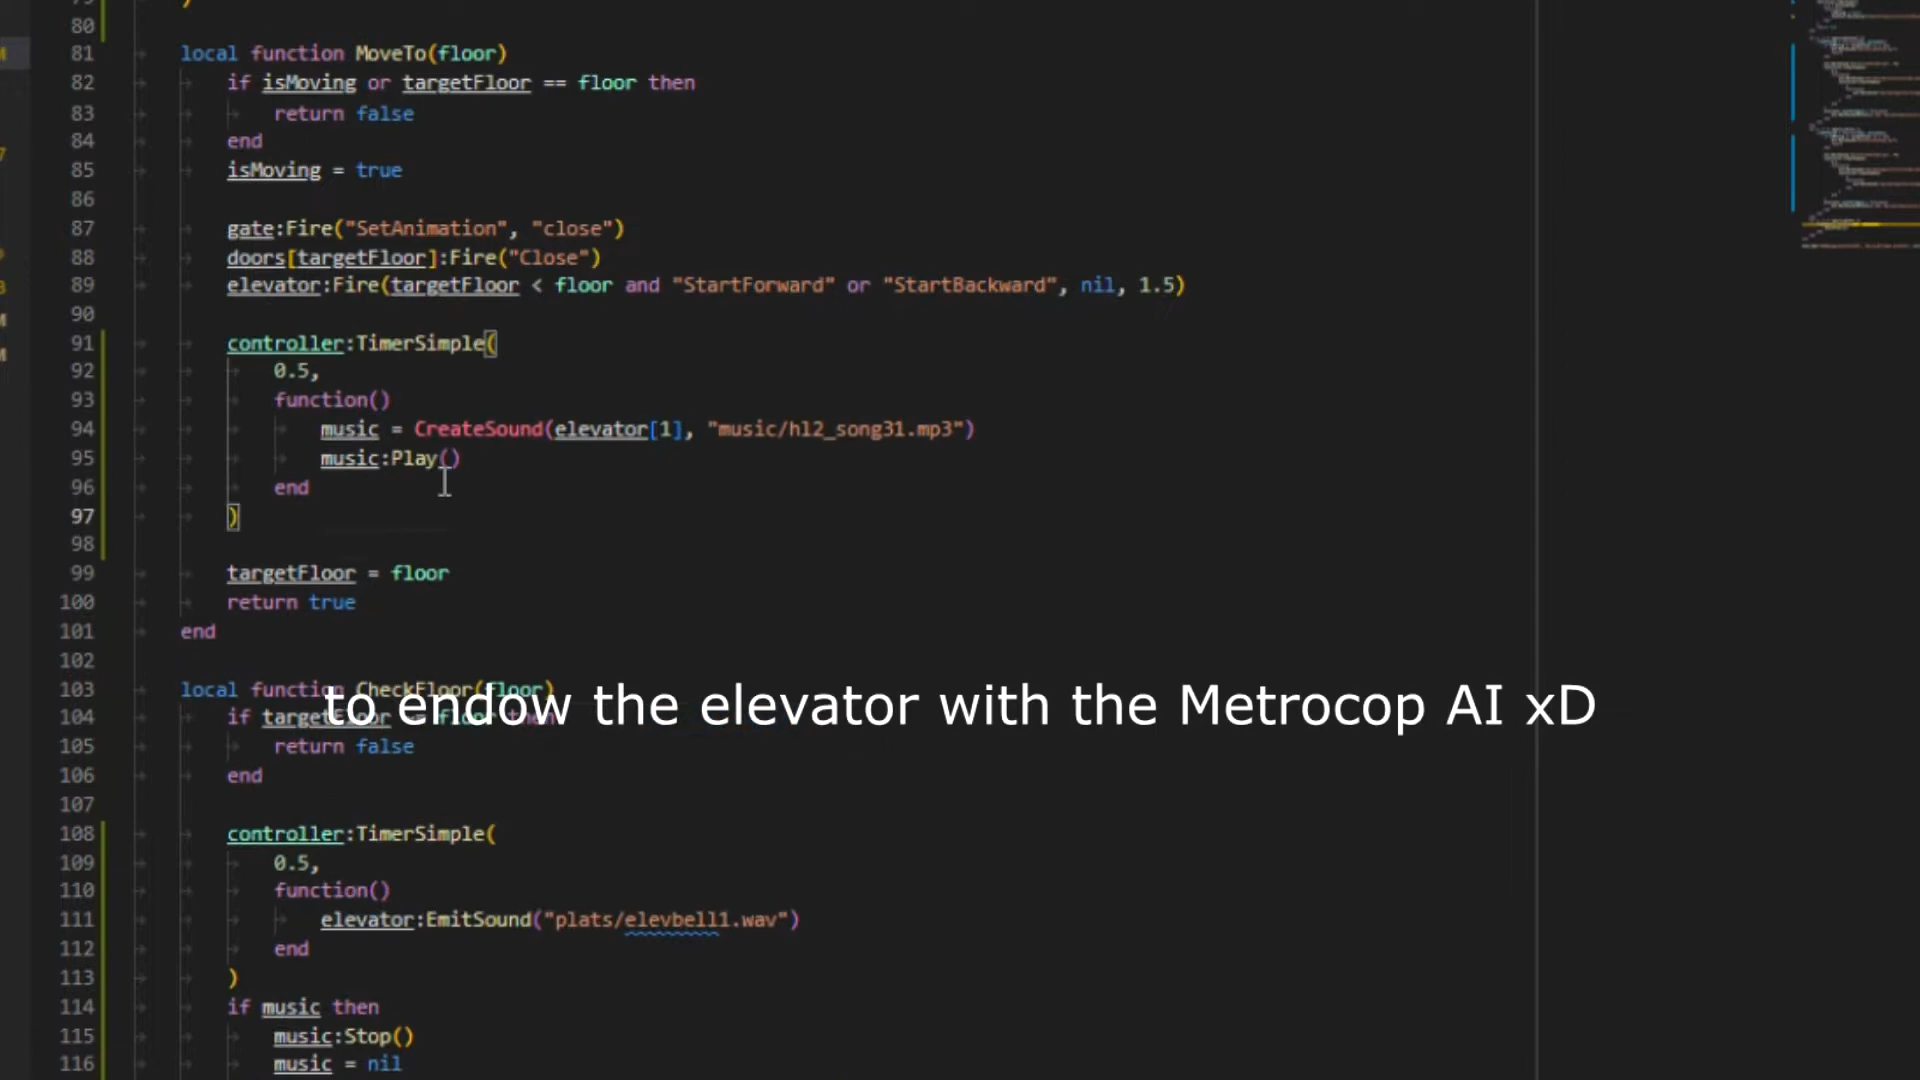 80
81 local function MoveTo(floor)
82 if isMoving or targetFloor == floor then
83 return false
84 end
85 isMoving = true
86
87 gate:Fire("SetAnimation", "close")
88 doors[targetFloor]:Fire("Close")
89 elevator:Fire(targetFloor < floor and "StartForward" or "StartBackward", nil, 1.5)
90
91 controller:TimerSimple(
92 0.5,
93 function()
94 music = CreateSound(elevator[1], "music/hl2_song31.mp3")
95 music:Play()
96 end
97 )
98
99 targetFloor = floor
100 return true
101 end
102
103 local function CheckFloor(floor)
to endow the elevator with the Metrocop AI xD
104 if targetFloor == floor then
105 return false
106 end
107
108 controller:TimerSimple(
109 0.5,
110 function()
111 elevator:EmitSound("plats/elevbell1.wav")
112 end
113 )
114 if music then
115 music:Stop()
116 music = nil